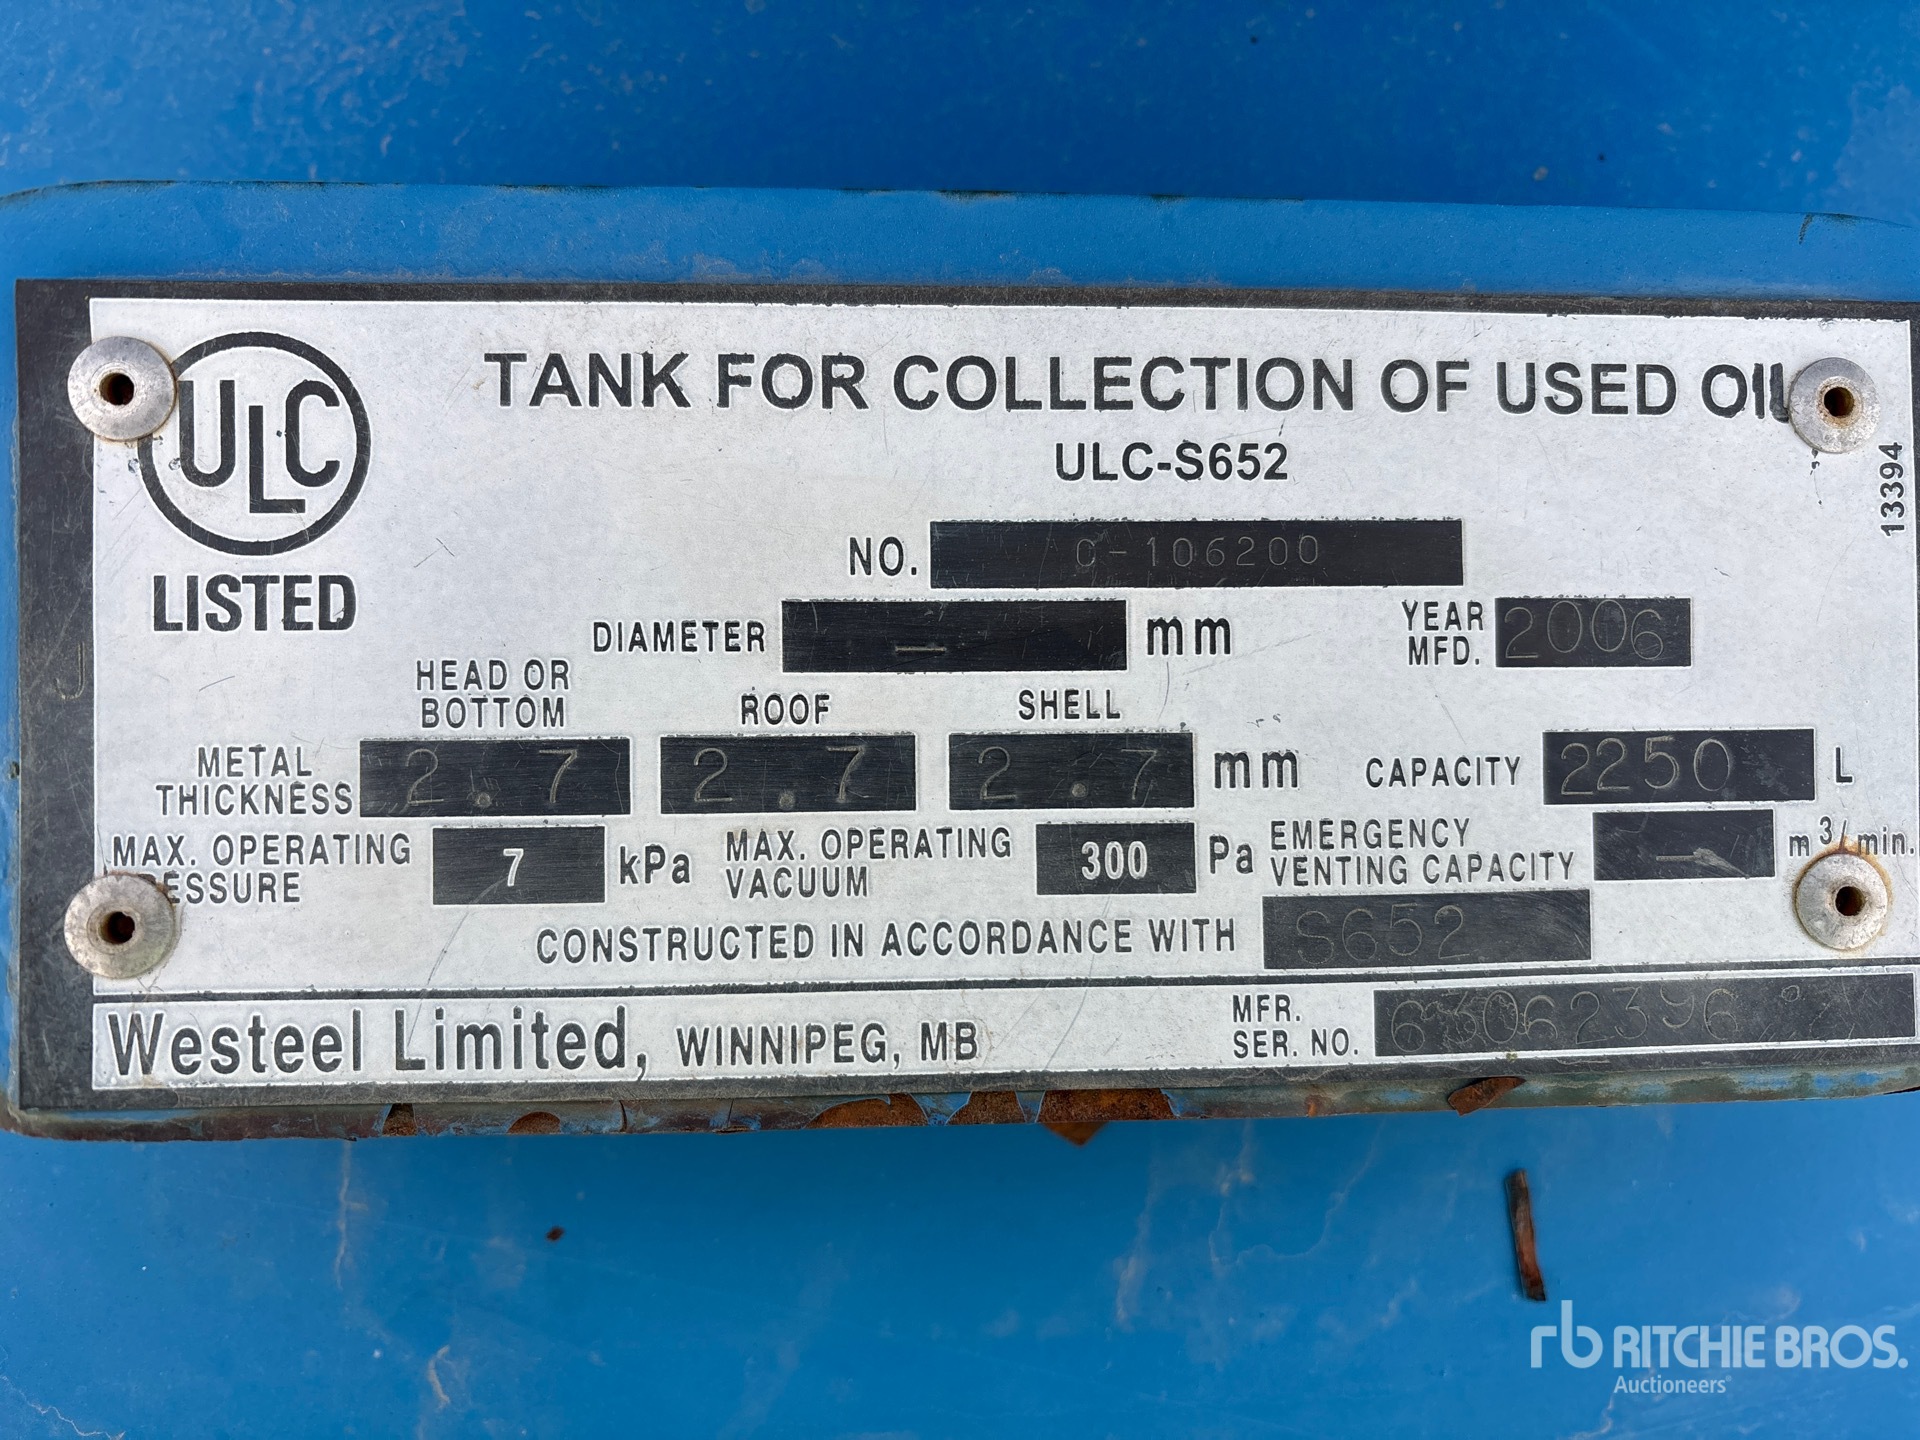 ULC
LISTED
TANK FOR COLLECTION OF USED OIL
ULC-S652
13394
NO. C-106200
DIAMETER — mm
YEAR MFD. 2006
HEAD OR BOTTOM
ROOF
SHELL
METAL THICKNESS 2.7 2.7 2.7 mm
CAPACITY 2250 L
MAX. OPERATING PRESSURE 7 kPa
MAX. OPERATING VACUUM 300 Pa
EMERGENCY VENTING CAPACITY — m³/min.
CONSTRUCTED IN ACCORDANCE WITH S652
Westeel Limited, WINNIPEG, MB
MFR. SER. NO. 63062396
rb RITCHIE BROS.
Auctioneers